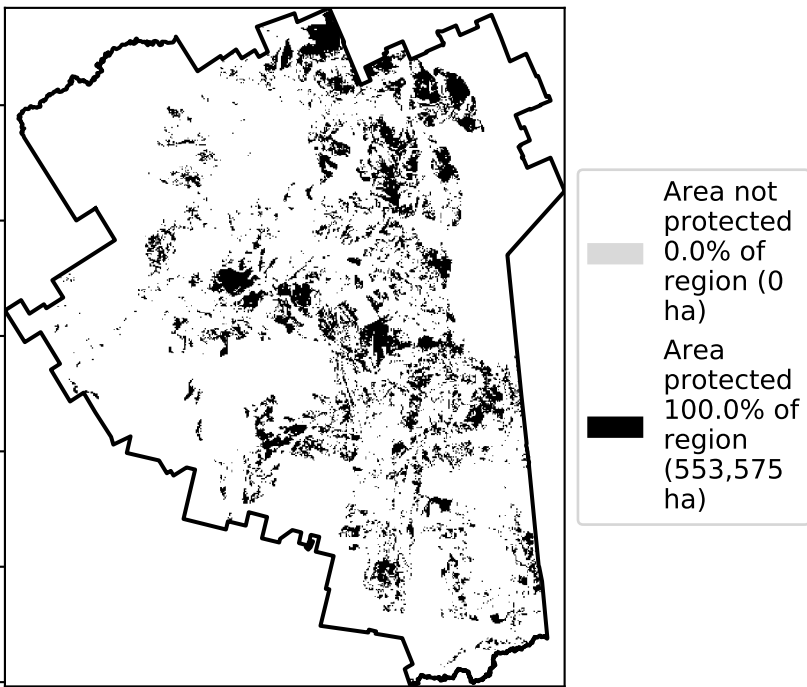 Area not
protected
0.0% of
region (0
ha)
Area
protected
100.0% of
region
(553,575
ha)